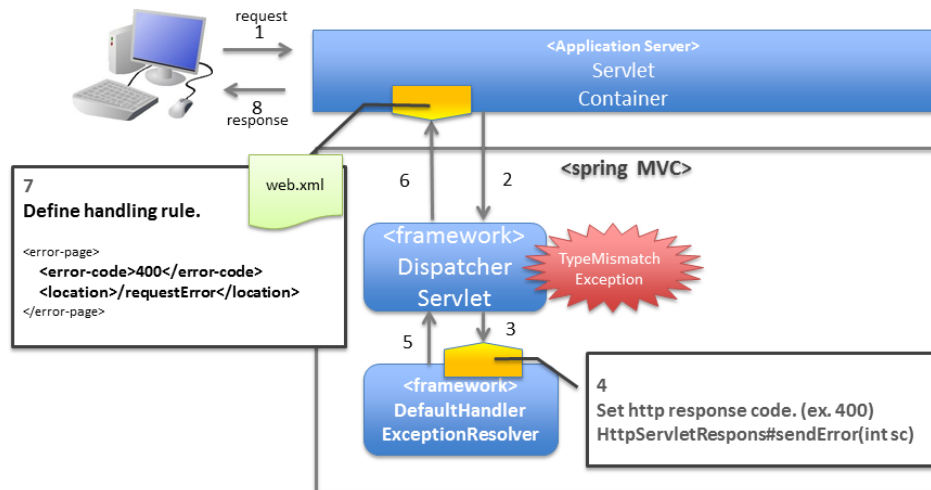 request
1
8
response
<Application Server>
Servlet
Container
<spring MVC>
6
2
7
Define handling rule.
web.xml
<error-page>
<error-code>400</error-code>
<location>/requestError</location>
</error-page>
<framework>
Dispatcher
Servlet
TypeMismatch
Exception
5
3
<framework>
DefaultHandler
ExceptionResolver
4
Set http response code. (ex. 400)
HttpServletRespons#sendError(int sc)